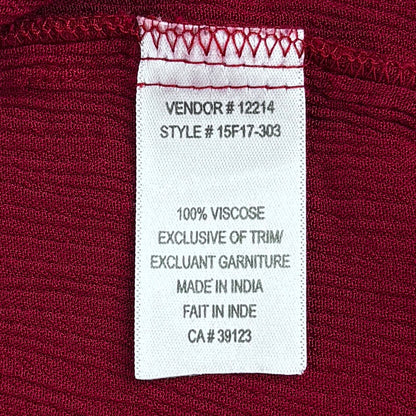 VENDOR # 12214
STYLE # 15F17-303
100% VISCOSE
EXCLUSIVE OF TRIM/
EXCLUANT GARNITURE
MADE IN INDIA
FAIT IN INDE
CA # 39123